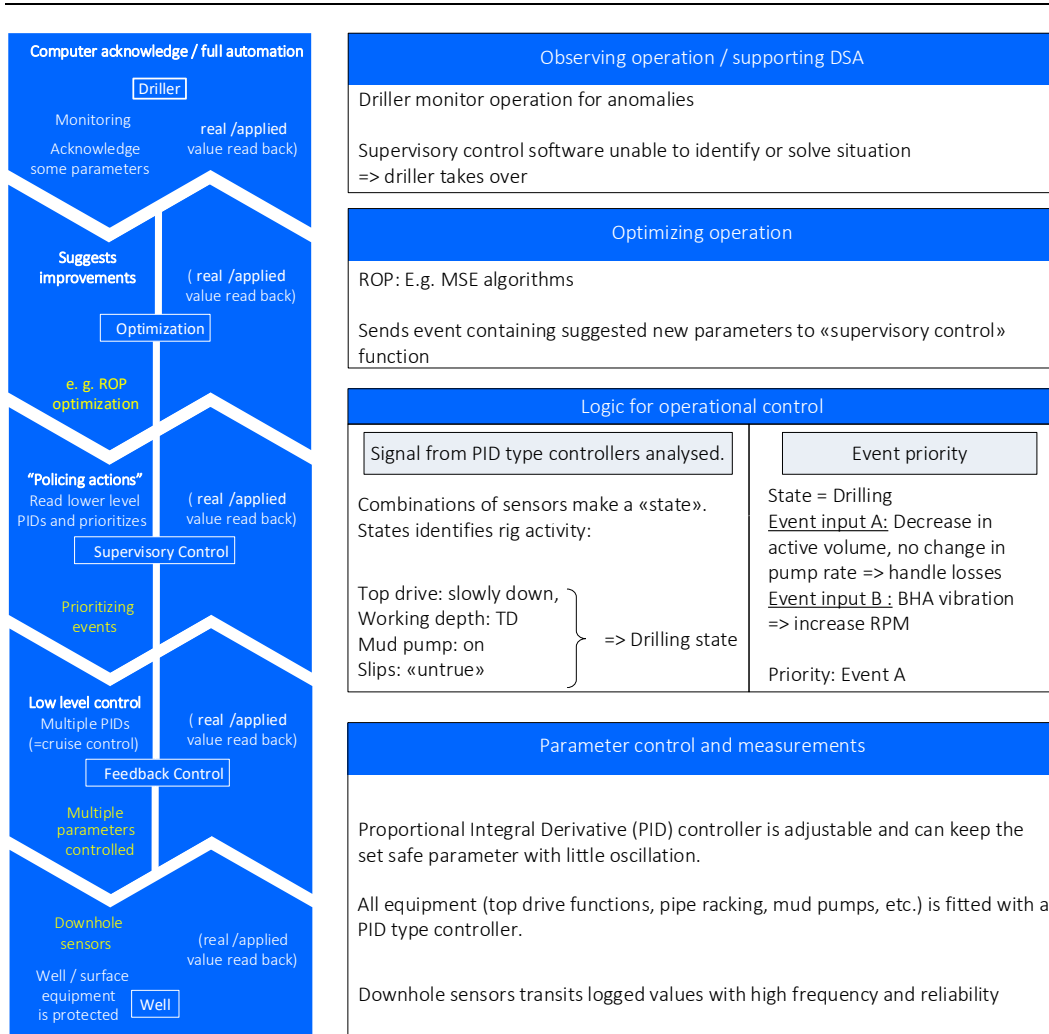 Computer acknowledge / full automation
Driller
Monitoring
Acknowledge
some parameters
real /applied
value read back)
Suggests
improvements
( real /applied
value read back)
Optimization
e. g. ROP
optimization
"Policing actions"
Read lower level
PIDs and prioritizes
( real /applied
value read back)
Supervisory Control
Prioritizing
events
Low level control
Multiple PIDs
(=cruise control)
( real /applied
value read back)
Feedback Control
Multiple
parameters
controlled
Downhole
sensors
(real /applied
value read back)
Well / surface
equipment
is protected
Well
Observing operation / supporting DSA
Driller monitor operation for anomalies
Supervisory control software unable to identify or solve situation
=> driller takes over
Optimizing operation
ROP: E.g. MSE algorithms
Sends event containing suggested new parameters to «supervisory control»
function
Logic for operational control
Signal from PID type controllers analysed.
Combinations of sensors make a «state».
States identifies rig activity:
Top drive: slowly down,
Working depth: TD
Mud pump: on
Slips: «untrue»
=> Drilling state
Event priority
State = Drilling
Event input A: Decrease in
active volume, no change in
pump rate => handle losses
Event input B : BHA vibration
=> increase RPM
Priority: Event A
Parameter control and measurements
Proportional Integral Derivative (PID) controller is adjustable and can keep the
set safe parameter with little oscillation.
All equipment (top drive functions, pipe racking, mud pumps, etc.) is fitted with a
PID type controller.
Downhole sensors transits logged values with high frequency and reliability